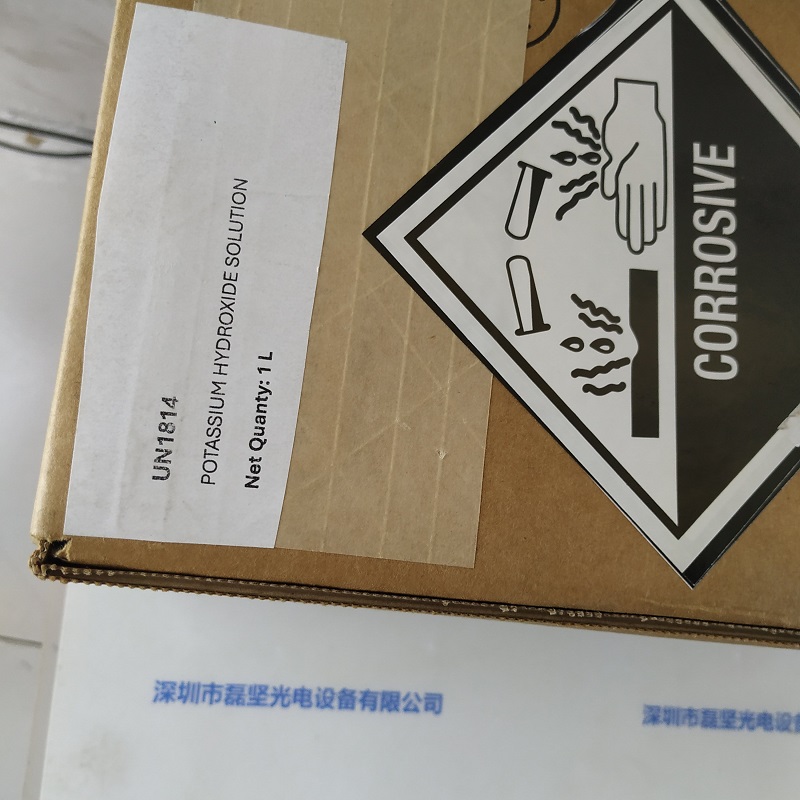 UN1814
POTASSIUM HYDROXIDE SOLUTION
Net Quanty: 1 L
CORROSIVE
深圳市磊坚光电设备有限公司
深圳市磊坚光电设备